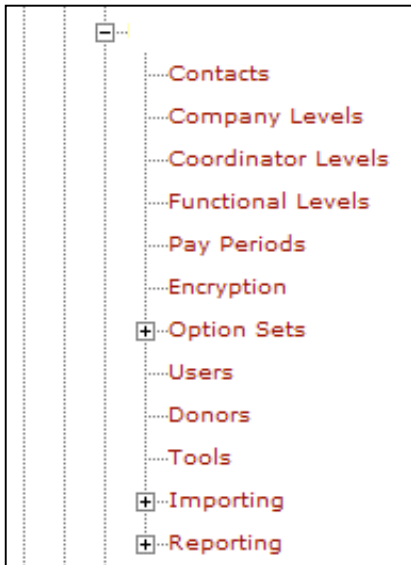 Contacts
Company Levels
Coordinator Levels
Functional Levels
Pay Periods
Encryption
Option Sets
Users
Donors
Tools
Importing
Reporting